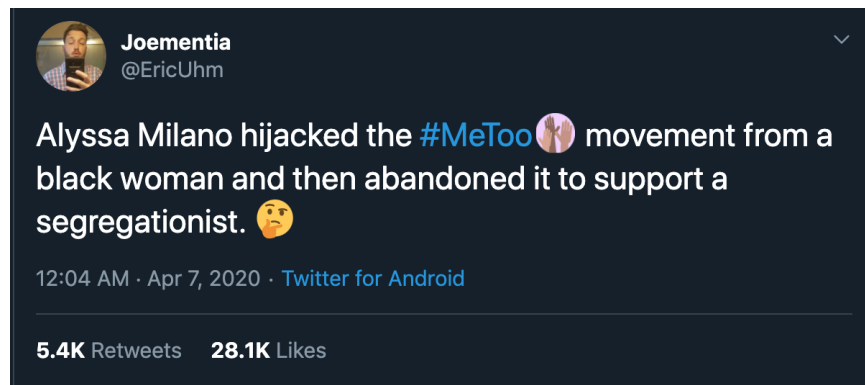 Joementia
@EricUhm
Alyssa Milano hijacked the #MeToo movement from a
black woman and then abandoned it to support a
segregationist. 🤔
12:04 AM · Apr 7, 2020 · Twitter for Android
5.4K Retweets 28.1K Likes